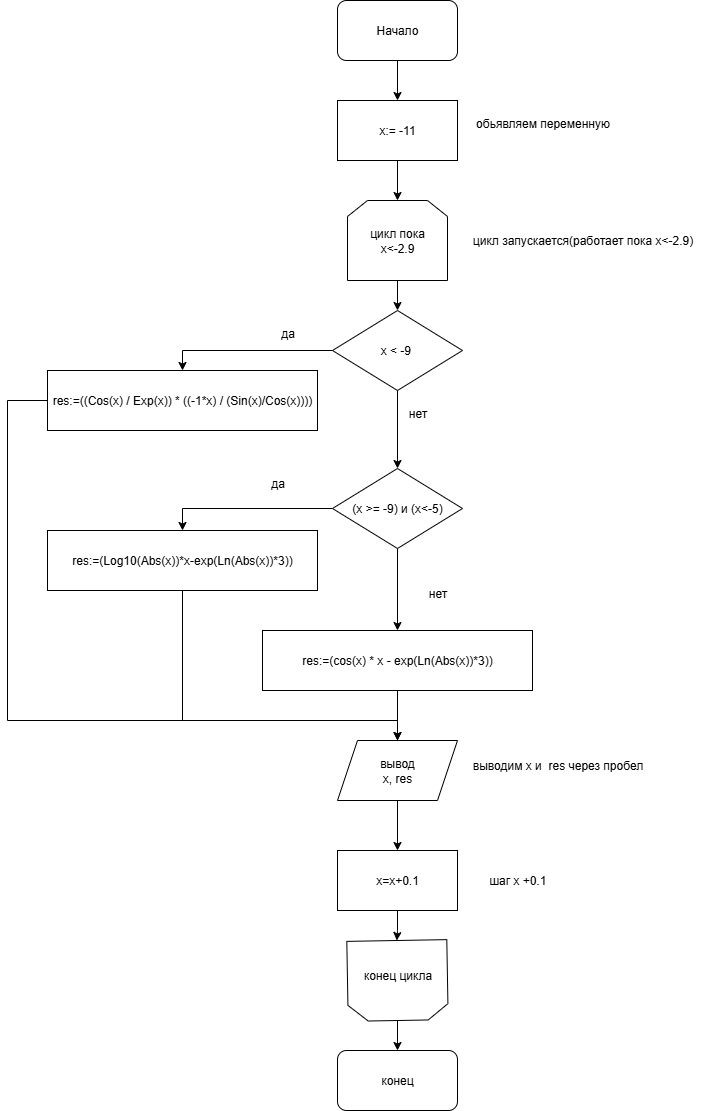 Начало
x:= -11
обьявляем переменную
цикл пока
x<-2.9
цикл запускается(работает пока x<-2.9)
x < -9
да
res:=((Cos(x) / Exp(x)) * ((-1*x) / (Sin(x)/Cos(x))))
нет
(x >= -9) и (x<-5)
да
res:=(Log10(Abs(x))*x-exp(Ln(Abs(x))*3))
нет
res:=(cos(x) * x - exp(Ln(Abs(x))*3))
вывод
x, res
выводим x и  res через пробел
x=x+0.1
шаг x +0.1
конец цикла
конец